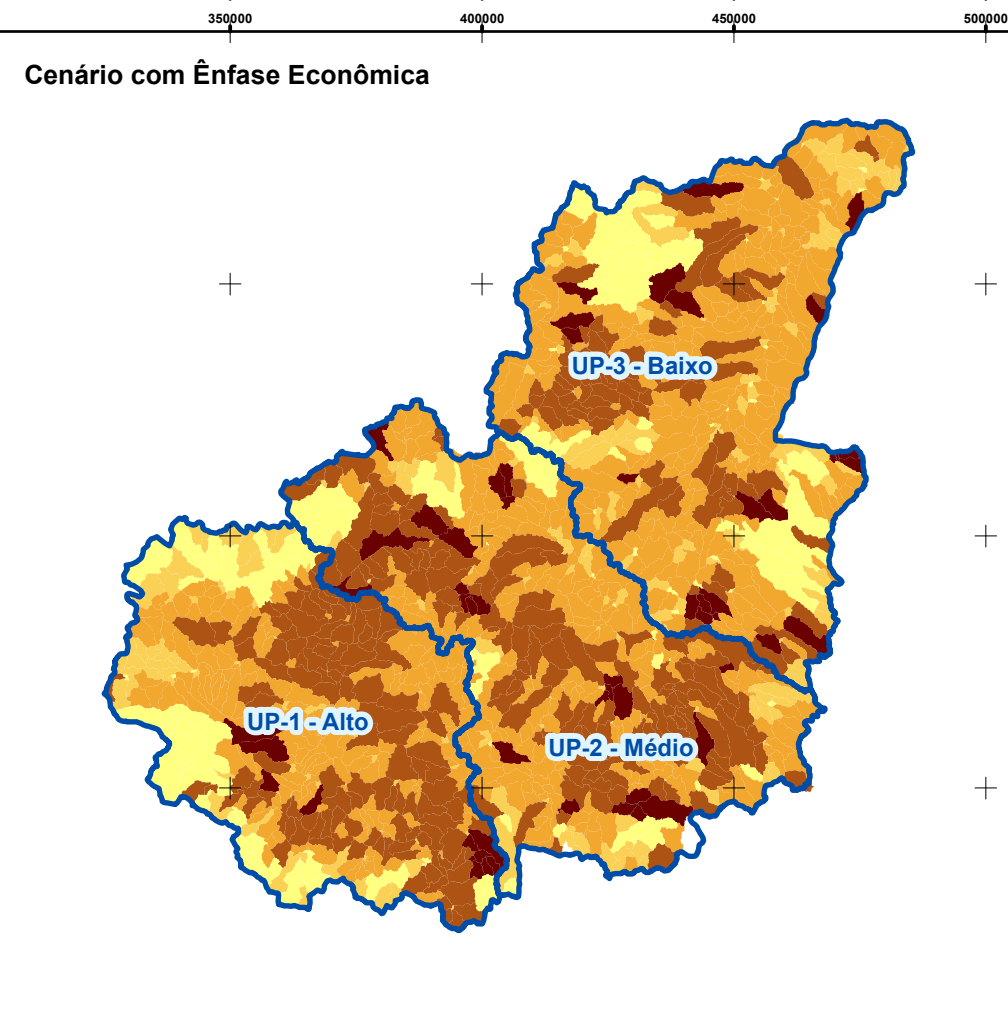 350000 400000 450000 500000
Cenário com Ênfase Econômica
UP-3 - Baixo
UP-1 - Alto
UP-2 - Médio